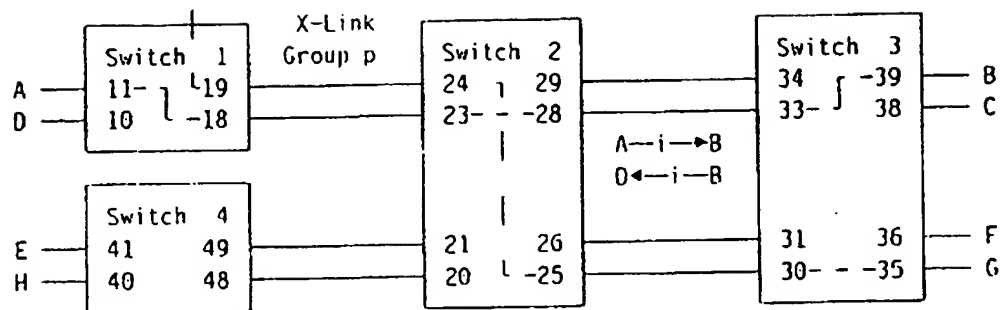 X-Link
Group p
Switch 1
11 19
10 18
A
D
Switch 2
24 29
23 28
21 26
20 25
A—i→B
D←i—B
Switch 3
34 39
33 38
31 36
30 35
B
C
F
G
Switch 4
41 49
40 48
E
H